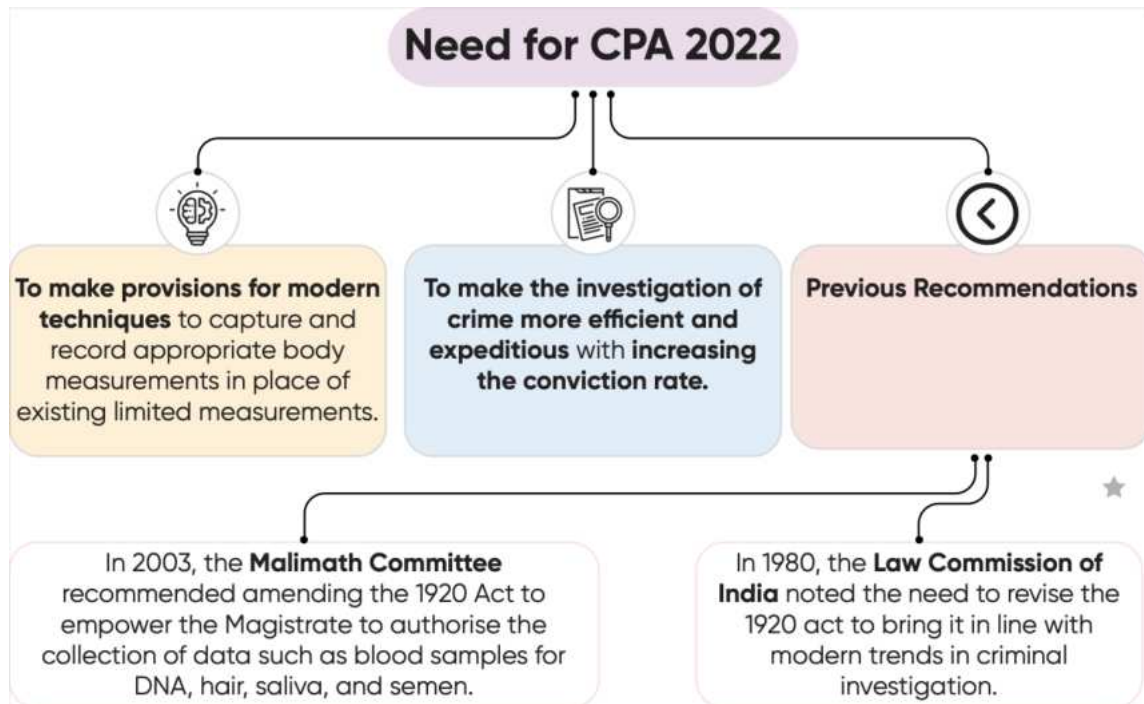 Need for CPA 2022
To make provisions for modern
techniques to capture and
record appropriate body
measurements in place of
existing limited measurements.
To make the investigation of
crime more efficient and
expeditious with increasing
the conviction rate.
Previous Recommendations
In 2003, the Malimath Committee
recommended amending the 1920 Act to
empower the Magistrate to authorise the
collection of data such as blood samples for
DNA, hair, saliva, and semen.
In 1980, the Law Commission of
India noted the need to revise the
1920 act to bring it in line with
modern trends in criminal
investigation.